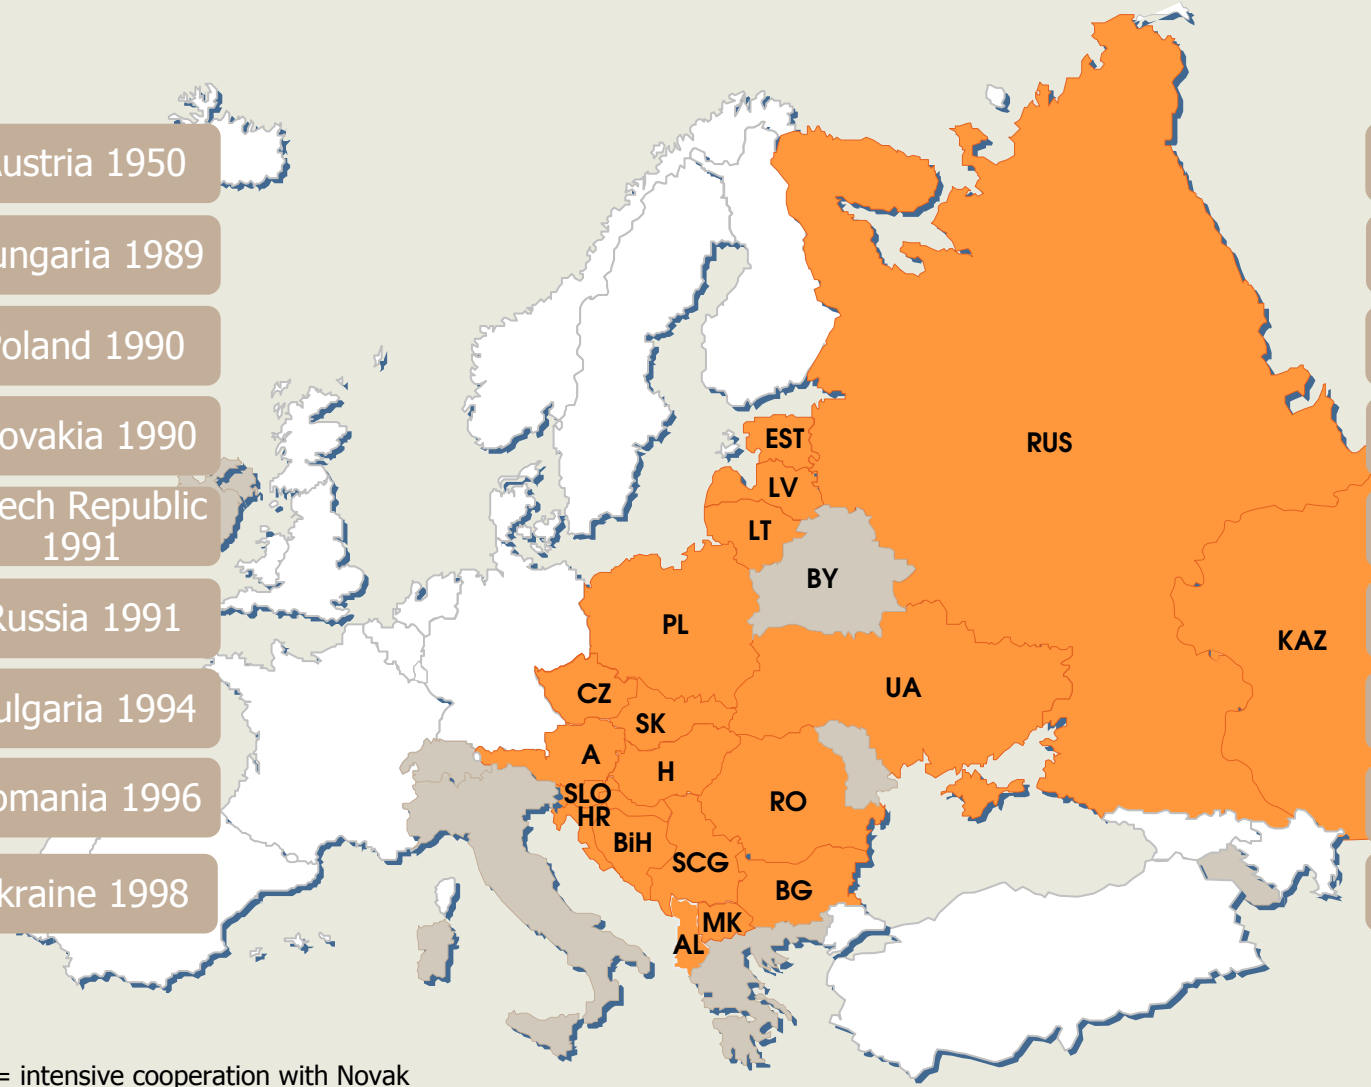 ustria 1950
ungaria 1989
oland 1990
ovakia 1990
ech Republic
1991
Russia 1991
ulgaria 1994
omania 1996
kraine 1998
EST
RUS
LV
LT
BY
PL
KAZ
CZ
UA
SK
A
H
SLO
RO
HR
BiH
SCG
BG
MK
AL
= intensive cooperation with Novak